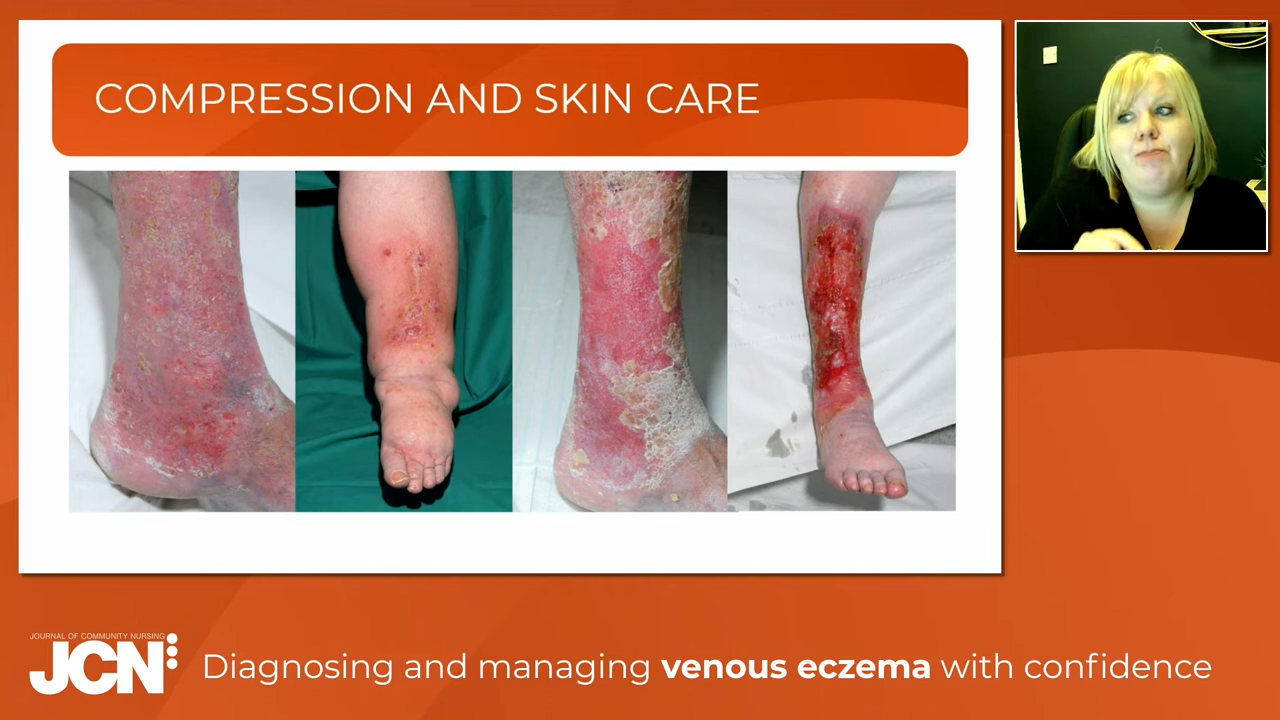 COMPRESSION AND SKIN CARE
JOURNAL OF COMMUNITY NURSING
JCN
Diagnosing and managing venous eczema with confidence